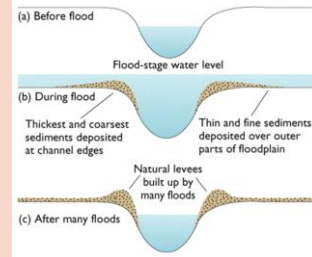 (a) Before flood
Flood-stage water level
(b) During flood
Thickest and coarsest
sediments deposited
at channel edges
Thin and fine sediments
deposited over outer
parts of floodplain
Natural levees
built up by
many floods
(c) After many floods